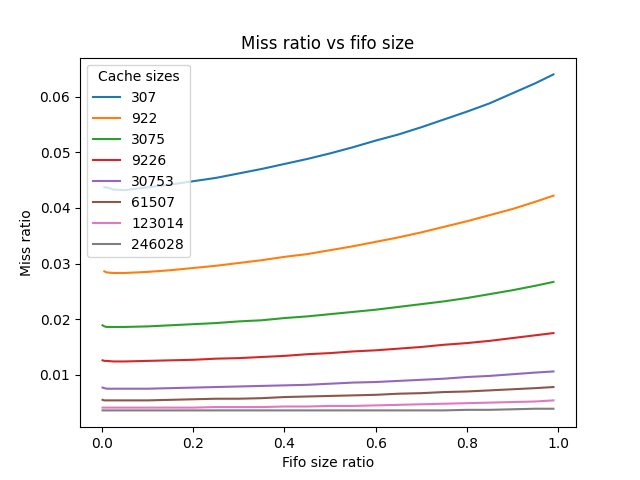 Miss ratio vs fifo size
Cache sizes
307
922
3075
9226
30753
61507
123014
246028
0.06
0.05
0.04
0.03
0.02
0.01
Miss ratio
0.0 0.2 0.4 0.6 0.8 1.0
Fifo size ratio